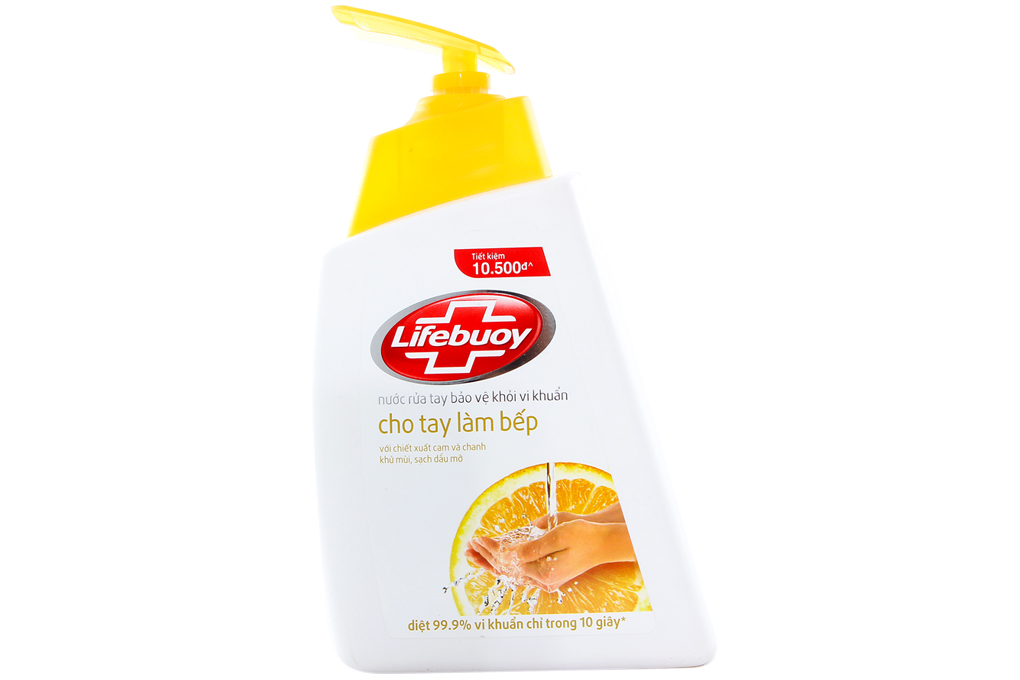 Tiết kiệm
10.500đ^
Lifebuoy
nước rửa tay bảo vệ khỏi vi khuẩn
cho tay làm bếp
với chiết xuất cam và chanh
khử mùi, sạch dầu mỡ
diệt 99.9% vi khuẩn chỉ trong 10 giây*